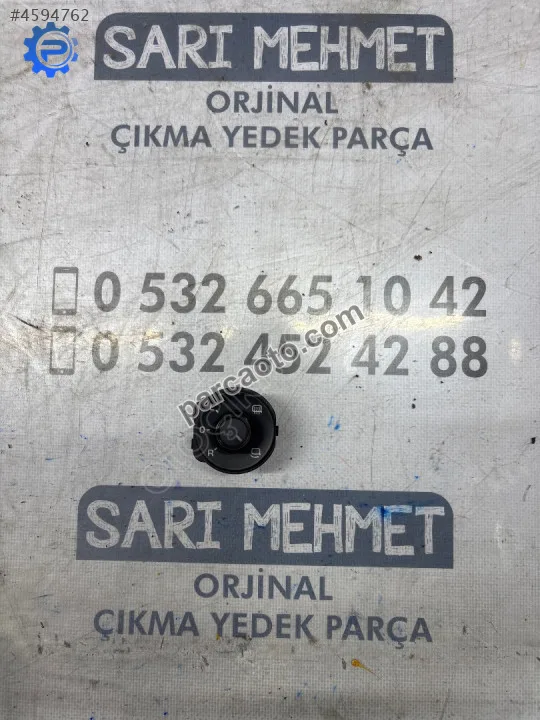 #4594762
SARI MEHMET
ORJİNAL
ÇIKMA YEDEK PARÇA
0 532 665 10 42
0 532 452 42 88
parcaoto.com
L
O
R
SARI MEHMET
ORJİNAL
ÇIKMA YEDEK PARÇA